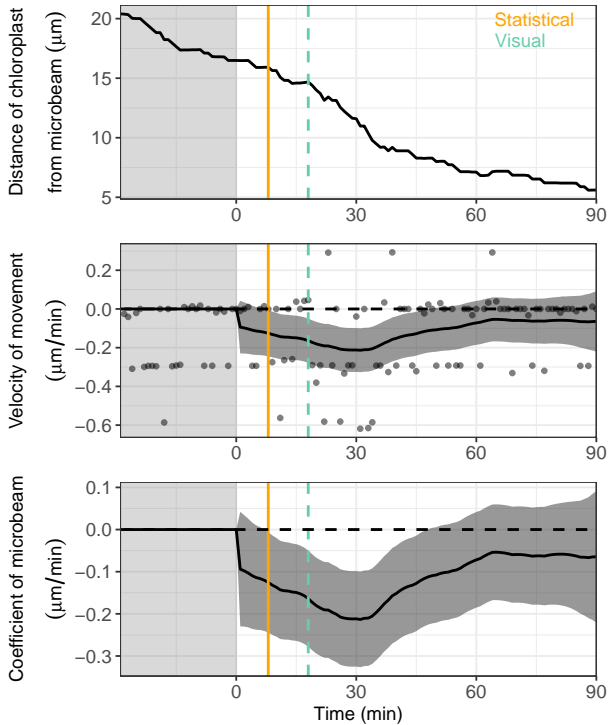 Distance of chloroplast
from microbeam (μm)
20
15
10
5
Statistical
Visual
0
30
60
90
Velocity of movement
(μm/min)
0.2
0.0
−0.2
−0.4
−0.6
0
30
60
90
Coefficient of microbeam
(μm/min)
0.1
0.0
−0.1
−0.2
−0.3
0
30
60
90
Time (min)